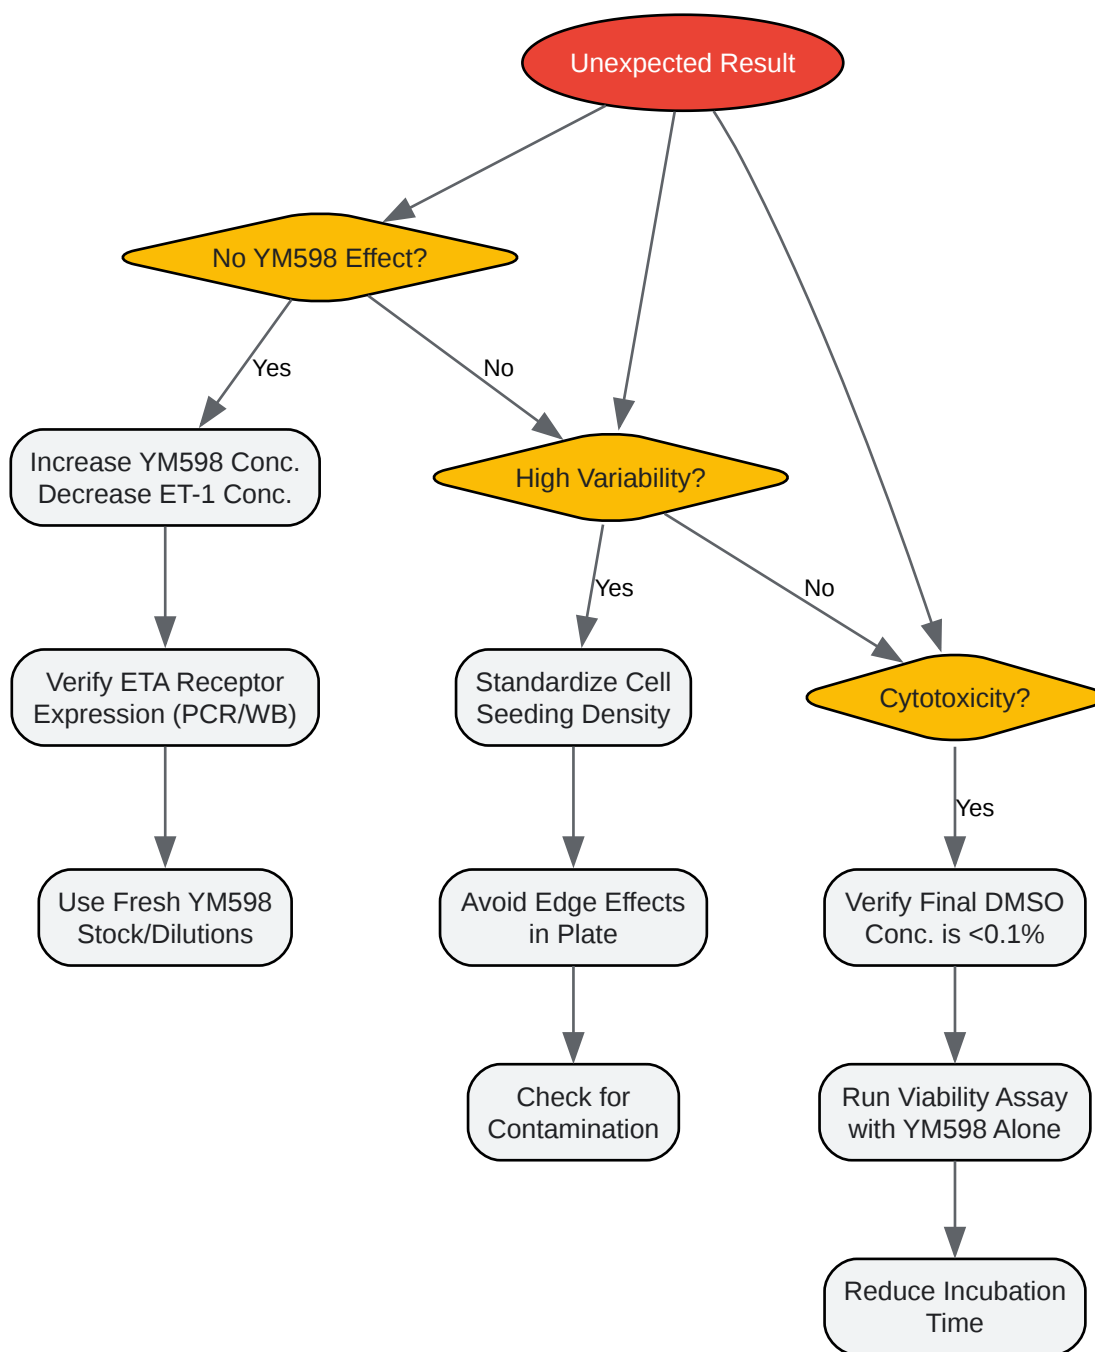 Unexpected Result
No YM598 Effect?
Yes
No
Increase YM598 Conc.
Decrease ET-1 Conc.
High Variability?
Yes
No
Verify ETA Receptor
Expression (PCR/WB)
Standardize Cell
Seeding Density
Cytotoxicity?
Yes
Use Fresh YM598
Stock/Dilutions
Avoid Edge Effects
in Plate
Verify Final DMSO
Conc. is <0.1%
Check for
Contamination
Run Viability Assay
with YM598 Alone
Reduce Incubation
Time